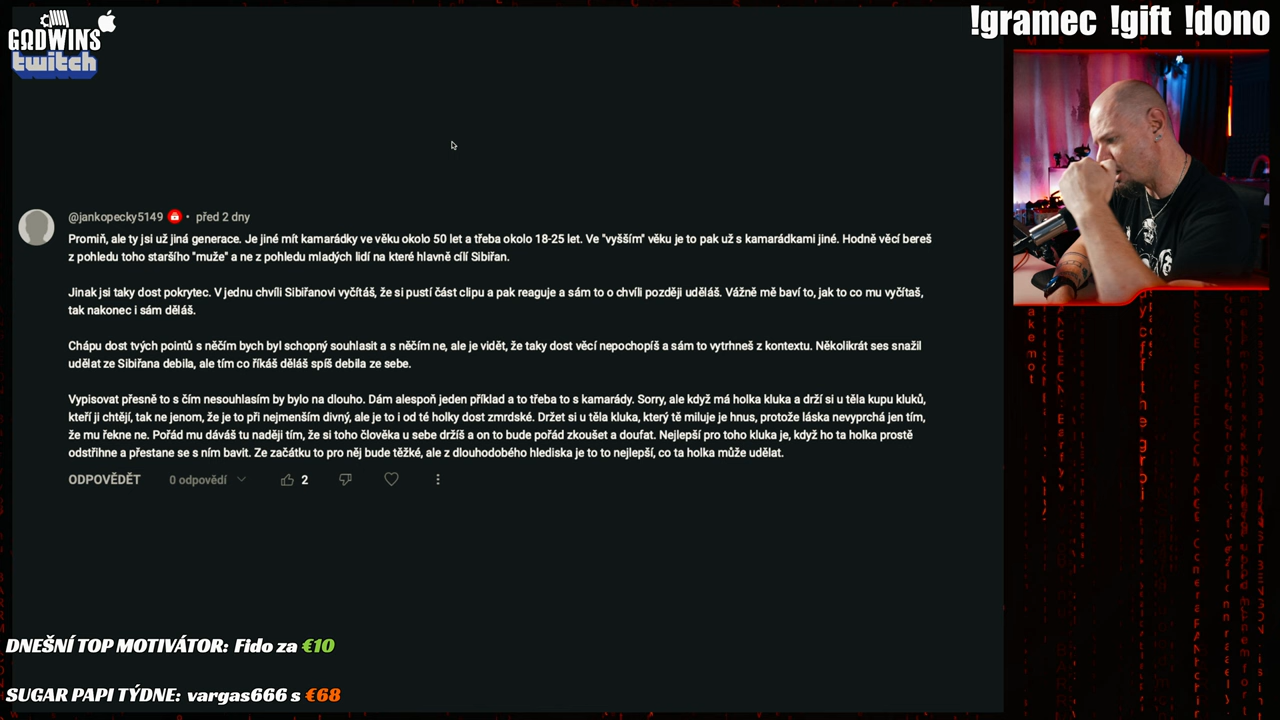 GΩDWINS
twitch
!gramec !gift !dono
@jankopecky5149 • před 2 dny
Promiň, ale ty jsi už jiná generace. Je jiné mít kamarádky ve věku okolo 50 let a třeba okolo 18-25 let. Ve "vyšším" věku je to pak už s kamarádkami jiné. Hodně věcí bereš
z pohledu toho staršího "muže" a ne z pohledu mladých lidí na které hlavně cílí Sibiřan.
Jinak jsi taky dost pokrytec. V jednu chvíli Sibiřanovi vyčítáš, že si pustí část clipu a pak reaguje a sám to o chvíli později uděláš. Vážně mě baví to, jak to co mu vyčítaš,
tak nakonec i sám děláš.
Chápu dost tvých pointů s něčím bych byl schopný souhlasit a s něčím ne, ale je vidět, že taky dost věcí nepochopíš a sám to vytrhneš z kontextu. Několikrát ses snažil
udělat ze Sibiřana debila, ale tím co říkáš děláš spíš debila ze sebe.
Vypisovat přesně to s čím nesouhlasím by bylo na dlouho. Dám alespoň jeden příklad a to třeba to s kamarády. Sorry, ale když má holka kluka a drží si u těla kupu kluků,
kteří ji chtějí, tak ne jenom, že je to při nejmenším divný, ale je to i od té holky dost zmrdské. Držet si u těla kluka, který tě miluje je hnus, protože láska nevyprchá jen tím,
že mu řekne ne. Pořád mu dáváš tu naději tím, že si toho člověka u sebe držíš a on to bude pořád zkoušet a doufat. Nejlepší pro toho kluka je, když ho ta holka prostě
odstřihne a přestane se s ním bavit. Ze začátku to pro něj bude těžké, ale z dlouhodobého hlediska je to to nejlepší, co ta holka může udělat.
ODPOVĚDĚT 0 odpovědí 2
DNEŠNÍ TOP MOTIVÁTOR: Fido za €10
SUGAR PAPI TÝDNE: vargas666 s €68